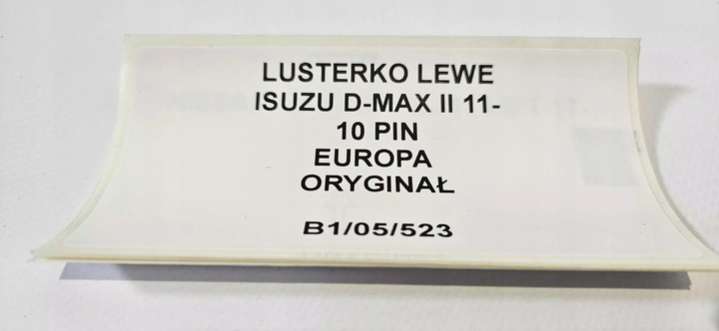 LUSTERKO LEWE
ISUZU D-MAX II 11-
10 PIN
EUROPA
ORYGINAŁ
B1/05/523